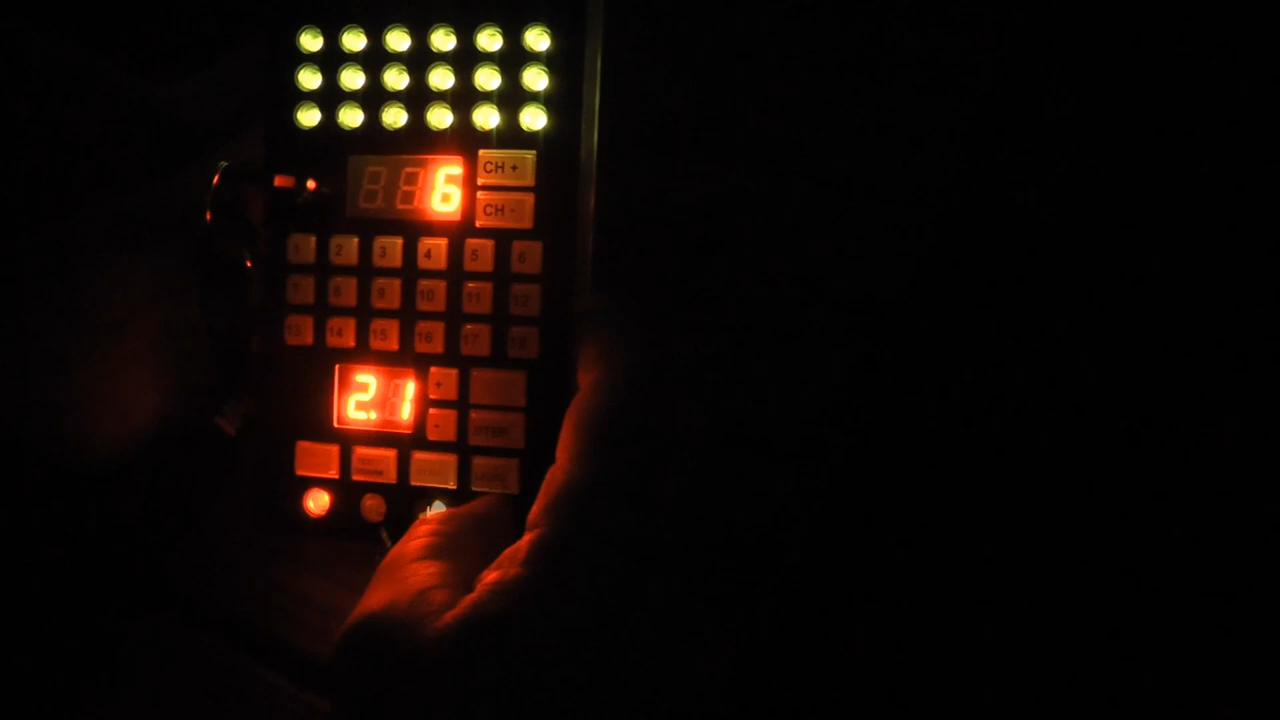 6
CH +
CH -
1 2 3 4 5 6
7 8 9 10 11 12
13 14 15 16 17 18
2.1
+
-
STEP